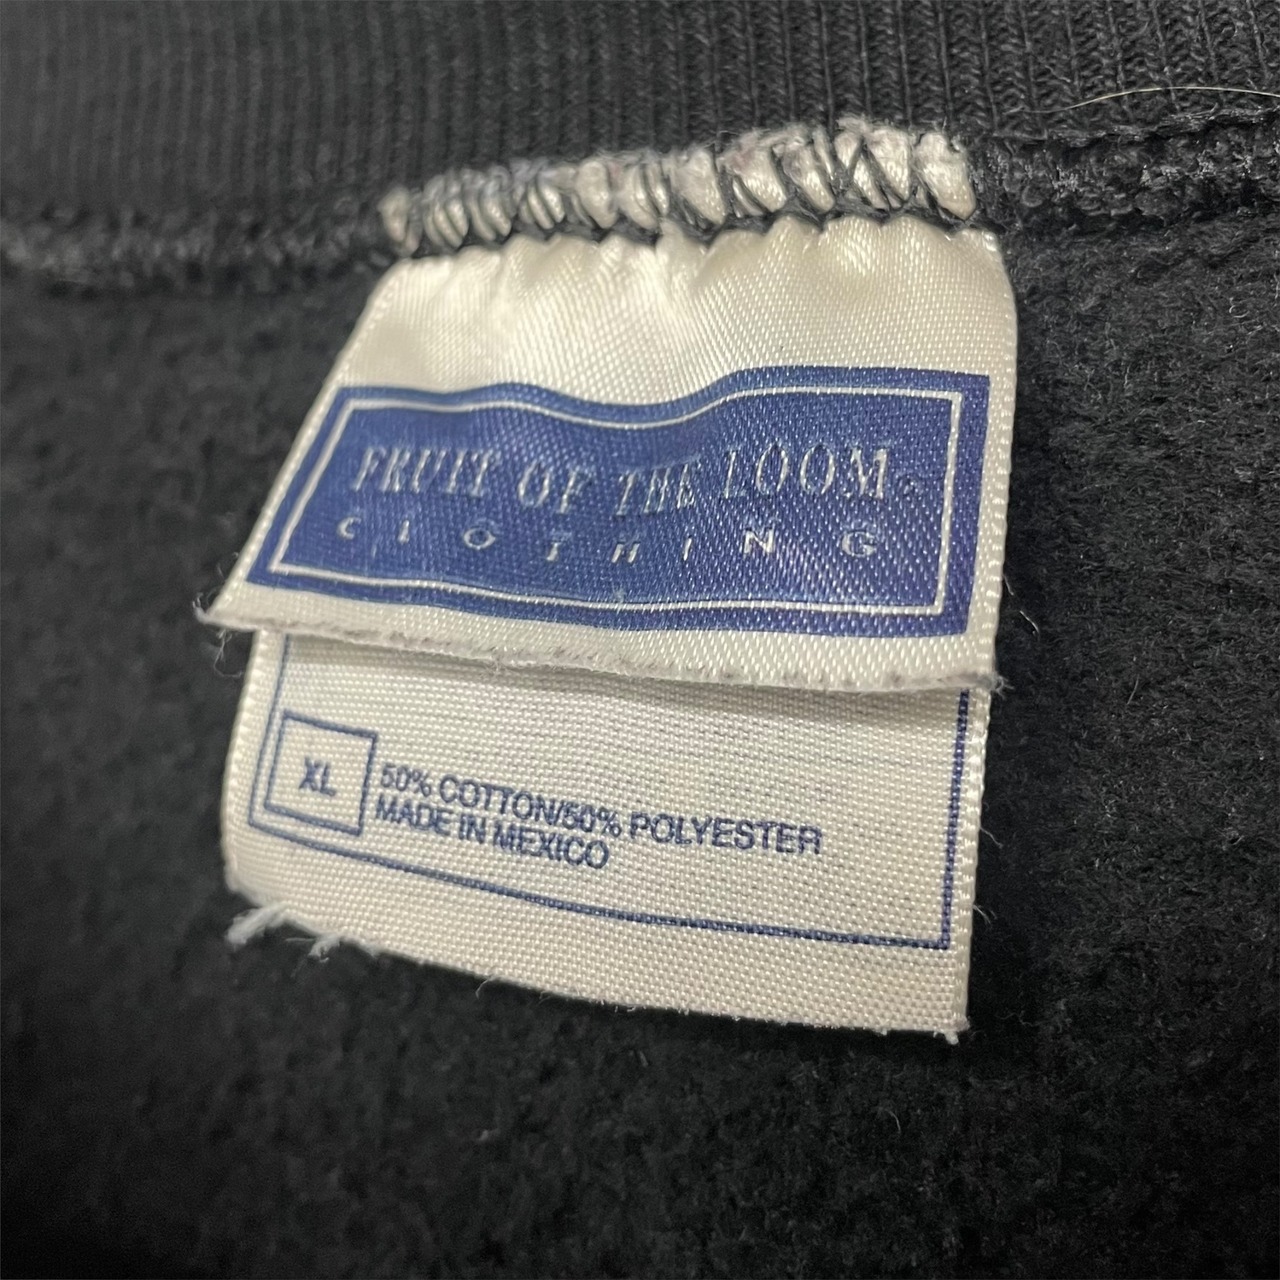 FRUIT OF THE LOOM®
CLOTHING
XL
50% COTTON/50% POLYESTER
MADE IN MEXICO